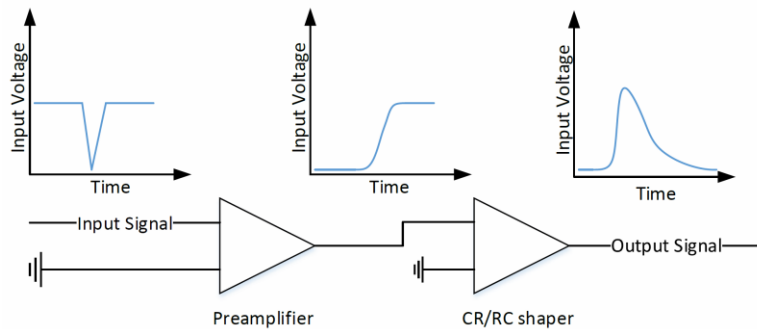 Input Voltage
Time
Input Voltage
Time
Input Voltage
Time
Input Signal
Output Signal
Preamplifier
CR/RC shaper